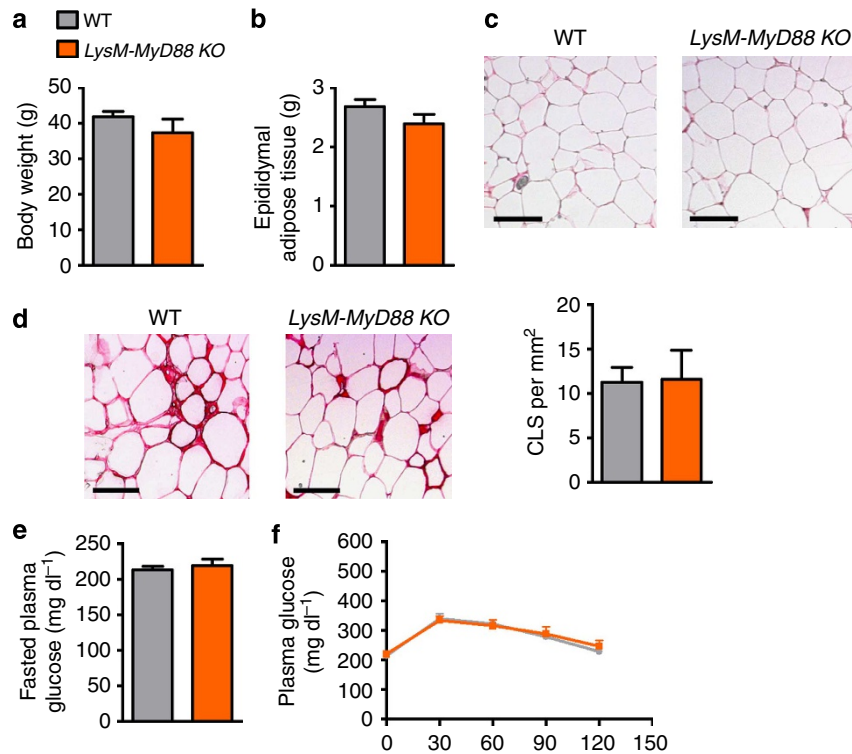 a
WT
LysM-MyD88 KO
Body weight (g)
50
40
30
20
10
0
b
Epididymal
adipose tissue (g)
3
2
1
0
c
WT
LysM-MyD88 KO
d
WT
LysM-MyD88 KO
CLS per mm²
20
15
10
5
0
e
Fasted plasma
glucose (mg dl⁻¹)
250
200
150
100
50
0
f
Plasma glucose
(mg dl⁻¹)
600
500
400
300
200
100
0
0 30 60 90 120 150